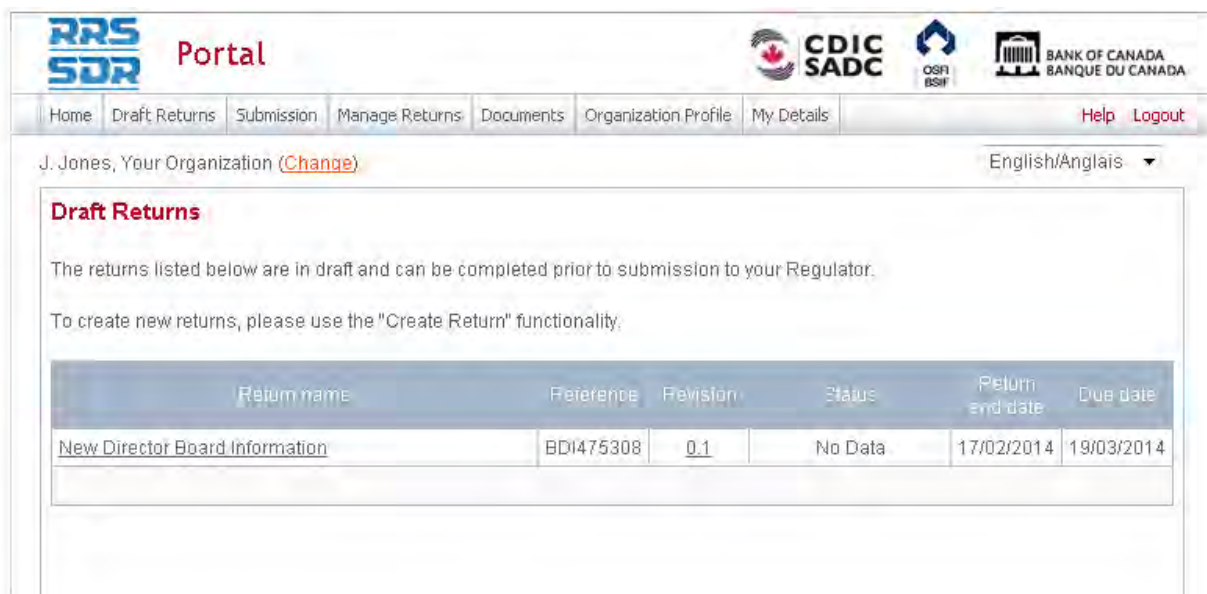 RRS
SDR
Portal
CDIC
SADC
OSFI
BSIF
BANK OF CANADA
BANQUE DU CANADA
Home Draft Returns Submission Manage Returns Documents Organization Profile My Details Help Logout
J. Jones, Your Organization (Change) English/Anglais
Draft Returns
The returns listed below are in draft and can be completed prior to submission to your Regulator.
To create new returns, please use the "Create Return" functionality.
Return name Reference Revision Status Return end date Due date
New Director Board Information BDI475308 0.1 No Data 17/02/2014 19/03/2014